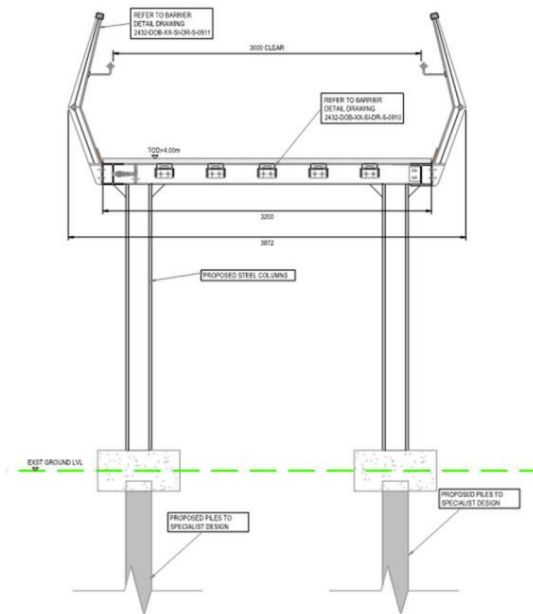 REFER TO BARRIER
DETAIL DRAWING
2432-DOB-XX-SI-DR-S-0911
3000 CLEAR
REFER TO BARRIER
DETAIL DRAWING
2432-DOB-XX-SI-DR-S-0910
TOD+4.00m
3200
3872
PROPOSED STEEL COLUMNS
EXST GROUND LVL
PROPOSED PILES TO
SPECIALIST DESIGN
PROPOSED PILES TO
SPECIALIST DESIGN